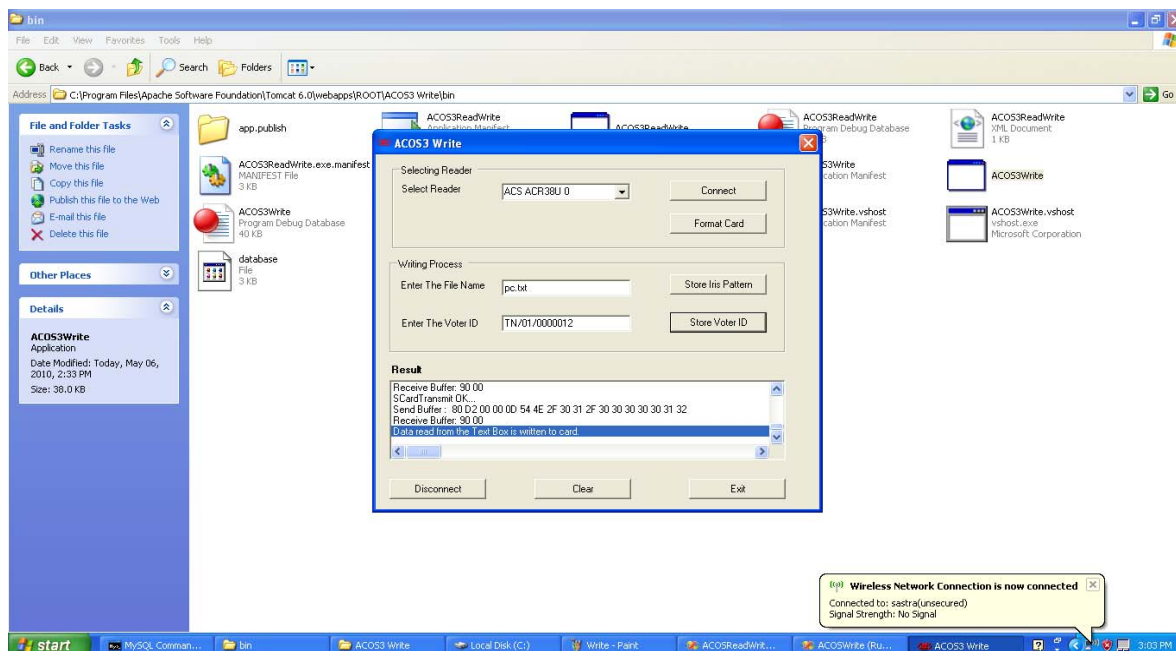 bin
File Edit View Favorites Tools Help
Back Search Folders
Address C:\Program Files\Apache Software Foundation\Tomcat 6.0\webapps\ROOT\ACOS3 Write\bin Go
File and Folder Tasks
Rename this file
Move this file
Copy this file
Publish this file to the Web
E-mail this file
Delete this file
Other Places
Details
ACOS3Write
Application
Date Modified: Today, May 06,
2010, 2:33 PM
Size: 38.0 KB
app.publish
ACOS3ReadWrite
Application Manifest
ACOS3ReadWrite
ACOS3ReadWrite
Program Debug Database
ACOS3ReadWrite
XML Document
1 KB
ACOS3ReadWrite.exe.manifest
MANIFEST File
3 KB
S3Write
cation Manifest
ACOS3Write
ACOS3Write
Program Debug Database
40 KB
S3Write.vshost
cation Manifest
ACOS3Write.vshost
vshost.exe
Microsoft Corporation
database
File
3 KB
ACOS3 Write
Selecting Reader
Select Reader ACS ACR38U 0 Connect
Format Card
Writing Process
Enter The File Name pc.txt Store Iris Pattern
Enter The Voter ID TN/01/0000012 Store Voter ID
Result
Receive Buffer: 90 00
SCardTransmit OK...
Send Buffer : 80 D2 00 00 0D 54 4E 2F 30 31 2F 30 30 30 30 30 31 32
Receive Buffer: 90 00
Data read from the Text Box is written to card.
Disconnect Clear Exit
Wireless Network Connection is now connected
Connected to: sastra(unsecured)
Signal Strength: No Signal
start MySQL Comman... bin ACOS3 Write Local Disk (C:) Write - Paint ACOSReadWrit... ACOSWrite (Ru... ACOS3 Write 3:03 PM